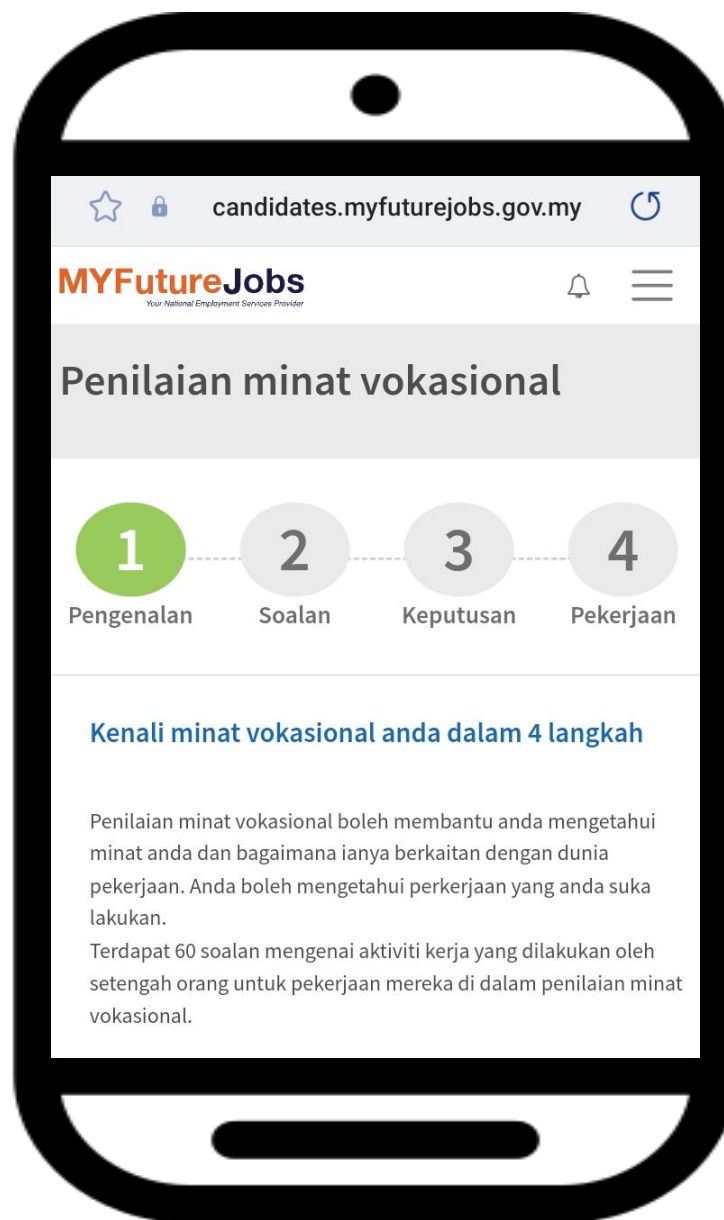 candidates.myfuturejobs.gov.my
MYFutureJobs
Your National Employment Services Provider
Penilaian minat vokasional
1 2 3 4
Pengenalan Soalan Keputusan Pekerjaan
Kenali minat vokasional anda dalam 4 langkah
Penilaian minat vokasional boleh membantu anda mengetahui
minat anda dan bagaimana ianya berkaitan dengan dunia
pekerjaan. Anda boleh mengetahui perkerjaan yang anda suka
lakukan.
Terdapat 60 soalan mengenai aktiviti kerja yang dilakukan oleh
setengah orang untuk pekerjaan mereka di dalam penilaian minat
vokasional.